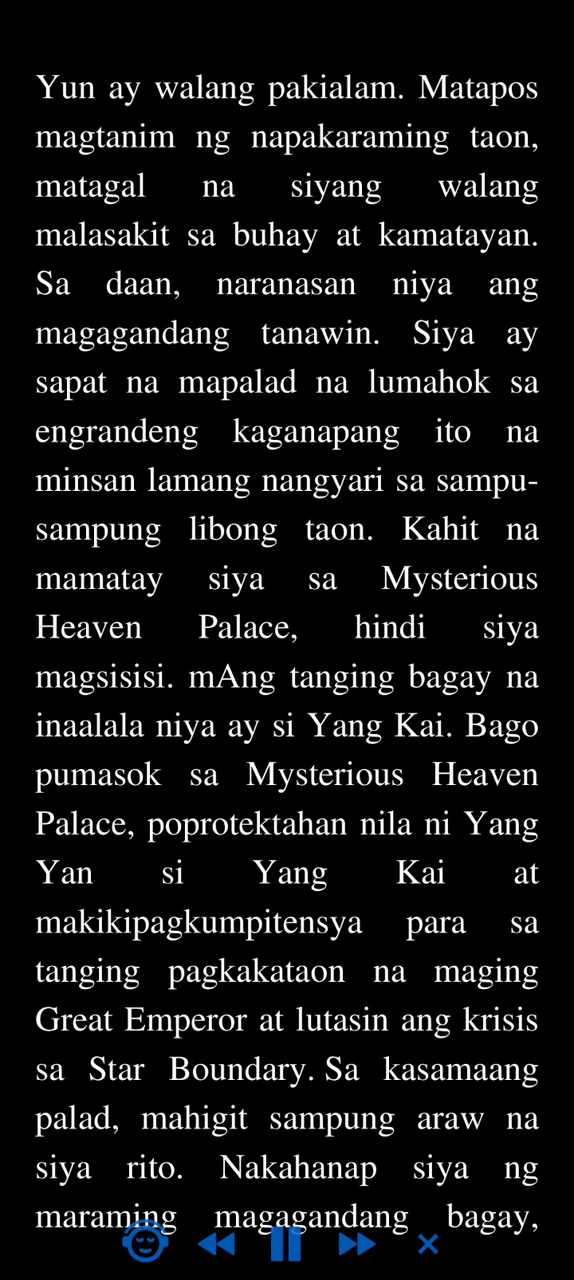 Yun ay walang pakialam. Matapos
magtanim ng napakaraming taon,
matagal na siyang walang
malasakit sa buhay at kamatayan.
Sa daan, naranasan niya ang
magagandang tanawin. Siya ay
sapat na mapalad na lumahok sa
engrandeng kaganapang ito na
minsan lamang nangyari sa sampu-
sampung libong taon. Kahit na
mamatay siya sa Mysterious
Heaven Palace, hindi siya
magsisisi. mAng tanging bagay na
inaalala niya ay si Yang Kai. Bago
pumasok sa Mysterious Heaven
Palace, poprotektahan nila ni Yang
Yan si Yang Kai at
makikipagkumpitensya para sa
tanging pagkakataon na maging
Great Emperor at lutasin ang krisis
sa Star Boundary. Sa kasamaang
palad, mahigit sampung araw na
siya rito. Nakahanap siya ng
maraming magagandang bagay,